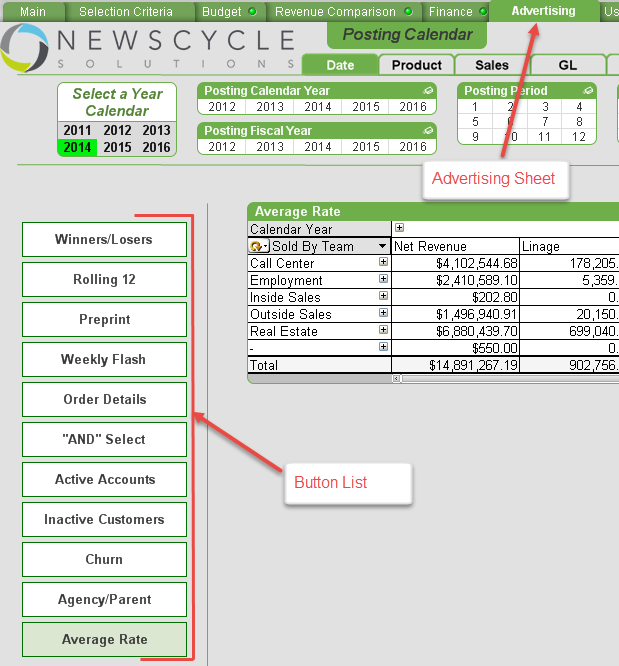 Main Selection Criteria Budget Revenue Comparison Finance Advertising Us
NEWSCYCLE
SOLUTIONS
Posting Calendar
Date Product Sales GL
Select a Year
Calendar
2011 2012 2013
2014 2015 2016
Posting Calendar Year
2012 2013 2014 2015 2016
Posting Fiscal Year
2012 2013 2014 2015 2016
Posting Period
1 2 3 4
5 6 7 8
9 10 11 12
Advertising Sheet
Winners/Losers
Rolling 12
Preprint
Weekly Flash
Order Details
"AND" Select
Active Accounts
Inactive Customers
Churn
Agency/Parent
Average Rate
Button List
Average Rate
Calendar Year
Sold By Team Net Revenue Linage
Call Center $4,102,544.68 178,205.
Employment $2,410,589.10 5,359.
Inside Sales $202.80 0.
Outside Sales $1,496,940.91 20,150.
Real Estate $6,880,439.70 699,040.
- $550.00 0.
Total $14,891,267.19 902,756.